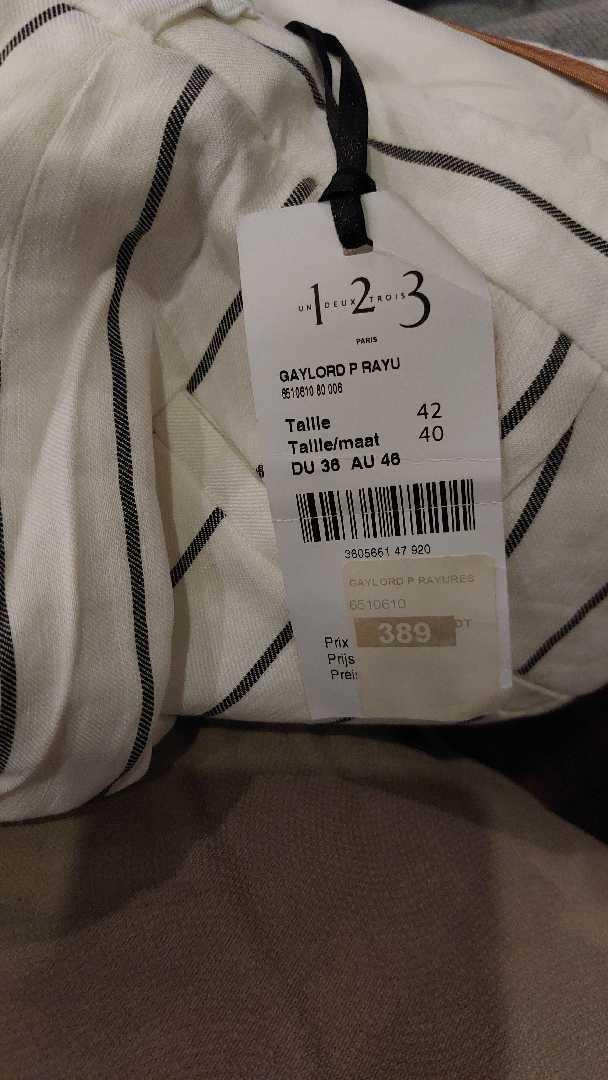 UN 1 DEUX 2 TROIS 3
PARIS
GAYLORD P RAYU
6510610 80 006
Taille 42
Taille/maat 40
DU 36 AU 46
3605661 47 920
GAYLORD P RAYURES
6510610
DT
Prix 389
Prijs
Preis